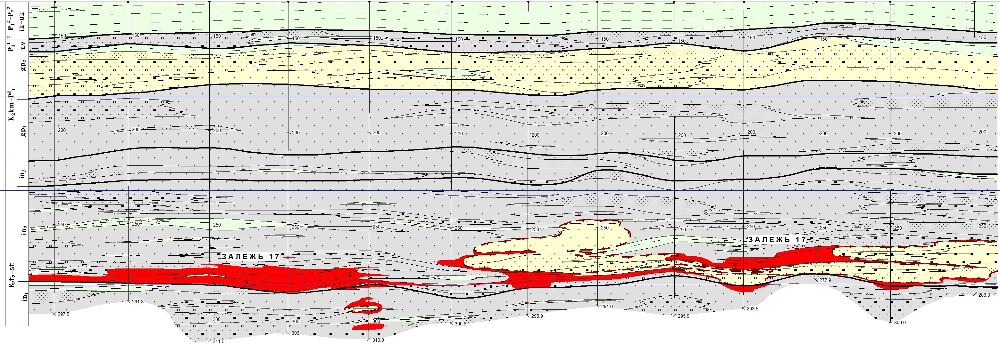 P₁²–P₂²
ik–uk
P₁¹⁻²
uv
K₂km–P₁¹
gp₂
gp₁
K₂t₂–st
in₃
in₂
in₁
150 150 150 150 150 150 150 150 150 150 150 150 150
200 200 200 200 200 200 200 200 200 200 200 200 200
250 250 250 250 250 250 250 250 250 250 250 250 250
ЗАЛЕЖЬ 17
ЗАЛЕЖЬ 17
277.9
286.3
291.3
291.6
293.5
297.5
295.9
295.9
300 300 300.6 300.0
306.1
311.6
310.0